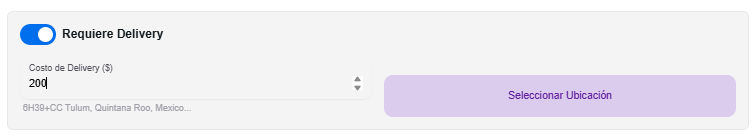 Requiere Delivery
Costo de Delivery ($)
200
6H39+CC Tulum, Quintana Roo, Mexico...
Seleccionar Ubicación